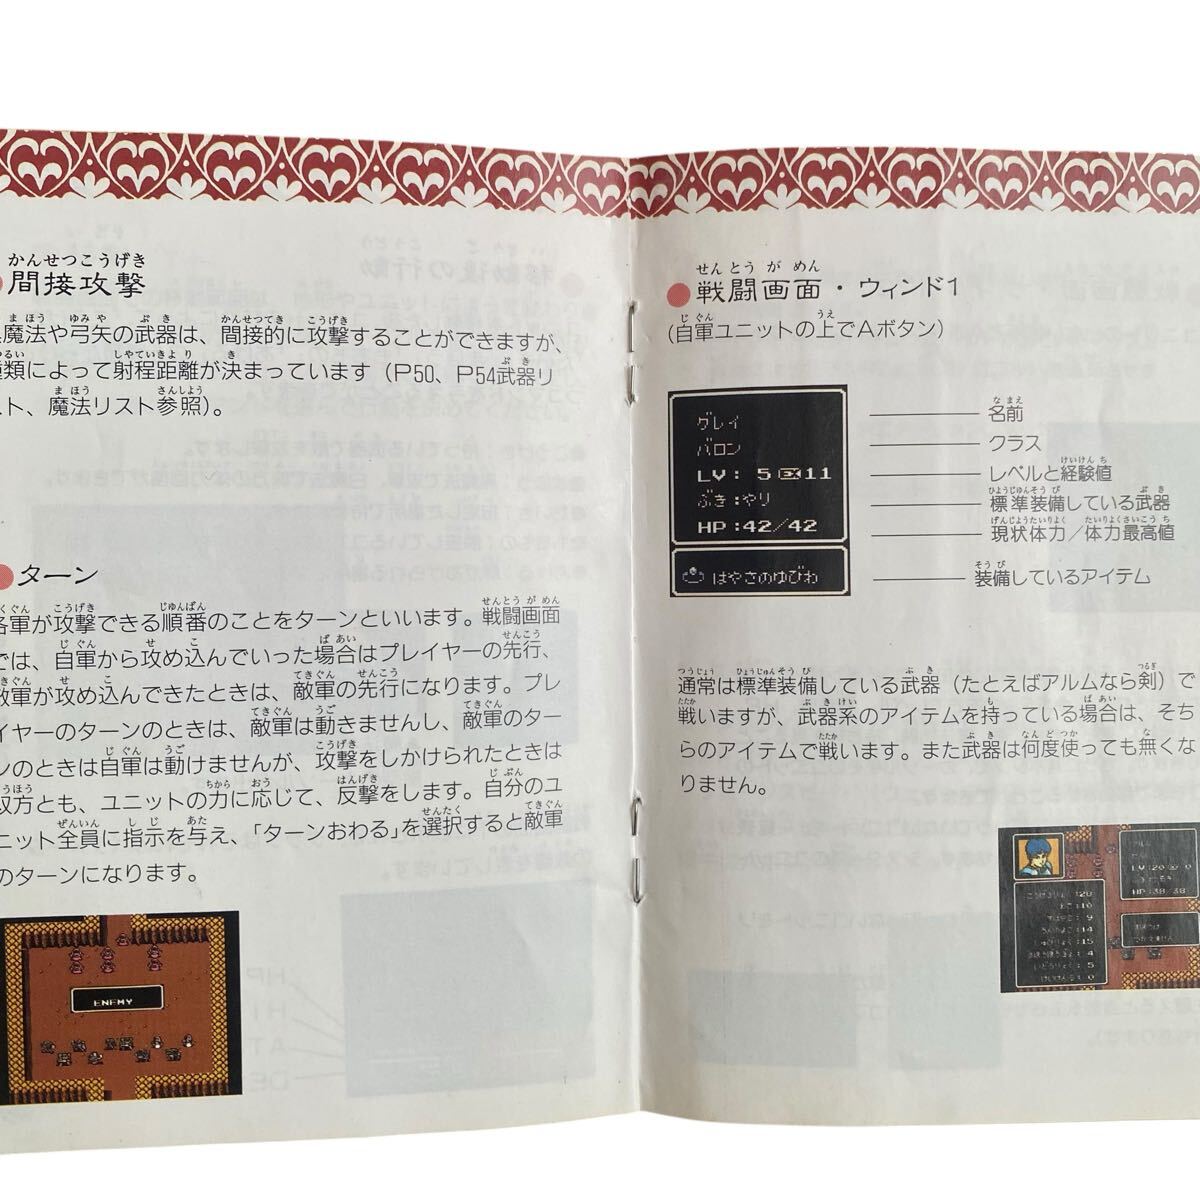 間接攻撃
魔法や弓矢の武器は、間接的に攻撃することができますが、
類によって射程距離が決まっています（P50、P54武器リ
スト、魔法リスト参照）。
ターン
各軍が攻撃できる順番のことをターンといいます。戦闘画面
では、自軍から攻め込んでいった場合はプレイヤーの先行、
敵軍が攻め込んできたときは、敵軍の先行になります。プレ
イヤーのターンのときは、敵軍は動きませんし、敵軍のター
ンのときは自軍は動けませんが、攻撃をしかけられたときは
双方とも、ユニットの力に応じて、反撃をします。自分のユ
ニット全員に指示を与え、「ターンおわる」を選択すると敵軍
のターンになります。
ENEMY
戦闘画面・ウィンド1
（自軍ユニットの上でAボタン）
グレイ
バロン
LV: 5 EX 11
ぶき:やり
HP:42/42
はやさのゆびわ
名前
クラス
レベルと経験値
標準装備している武器
現状体力／体力最高値
装備しているアイテム
通常は標準装備している武器（たとえばアルムなら剣）で
戦いますが、武器系のアイテムを持っている場合は、そち
らのアイテムで戦います。また武器は何度使っても無くな
りません。
HP:38/38